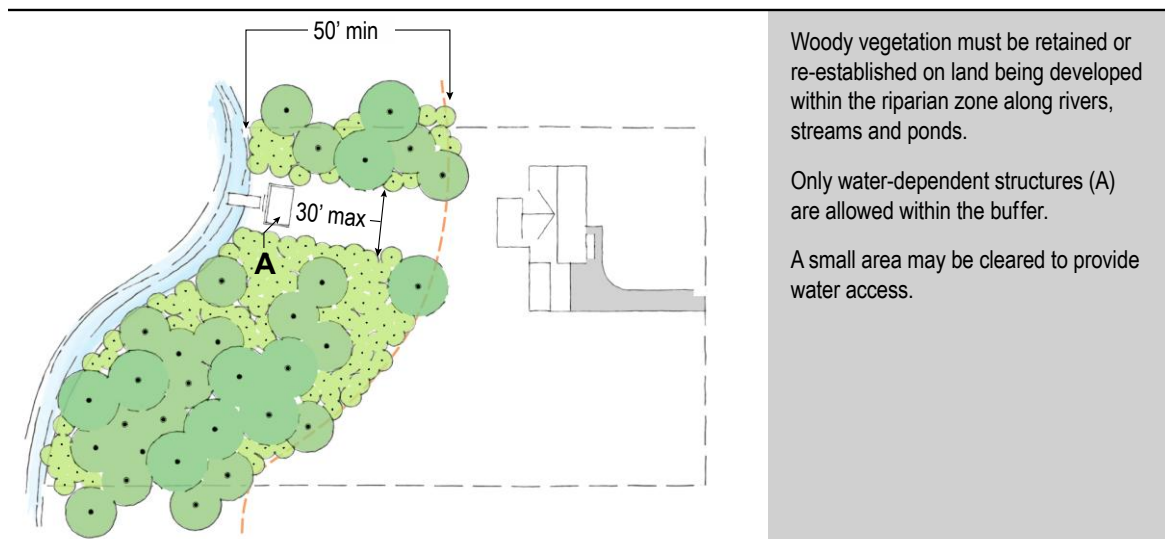 50’ min
30’ max
A
Woody vegetation must be retained or
re-established on land being developed
within the riparian zone along rivers,
streams and ponds.
Only water-dependent structures (A)
are allowed within the buffer.
A small area may be cleared to provide
water access.